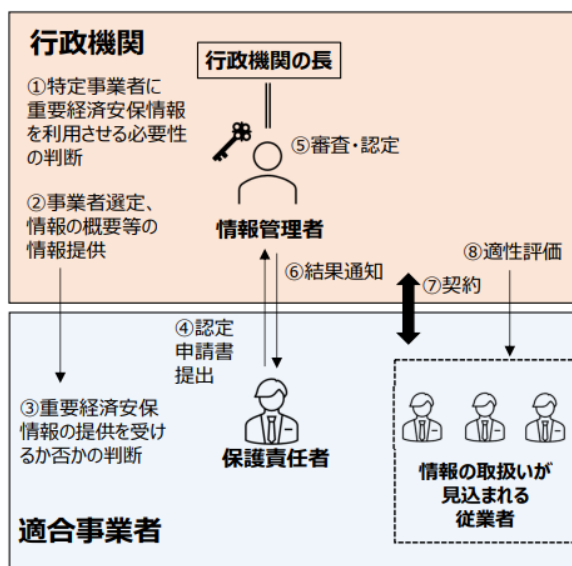 行政機関
行政機関の長
①特定事業者に
重要経済安保情報
を利用させる必要性
の判断
⑤審査・認定
②事業者選定、
情報の概要等の
情報提供
情報管理者
⑥結果通知
⑧適性評価
⑦契約
④認定
申請書
提出
③重要経済安保
情報の提供を受け
るか否かの判断
保護責任者
情報の取扱いが
見込まれる
従業者
適合事業者